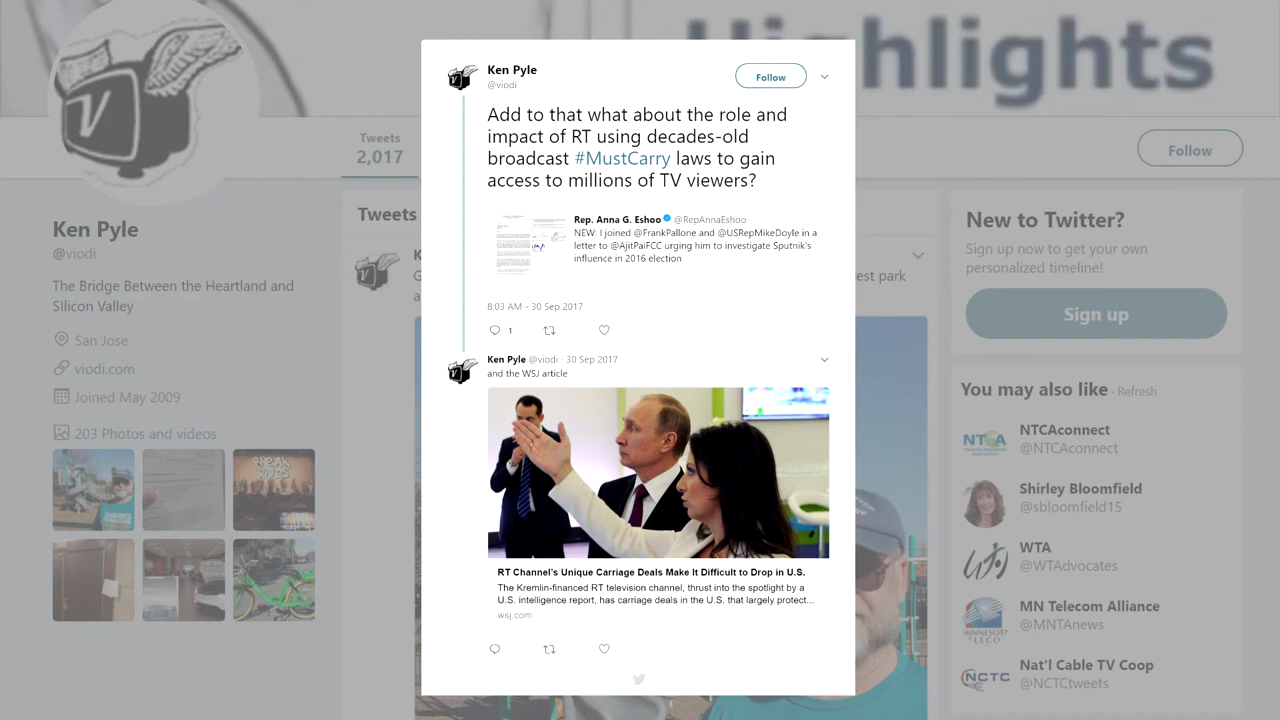 Highlights
Tweets
2,017
Follow
Ken Pyle
@viodi
The Bridge Between the Heartland and
SIlicon Valley
San Jose
viodi.com
Joined May 2009
203 Photos and videos
Tweets
Ken Pyle
@viodi
Follow
Add to that what about the role and
impact of RT using decades-old
broadcast #MustCarry laws to gain
access to millions of TV viewers?
Rep. Anna G. Eshoo @RepAnnaEshoo
NEW: I joined @FrankPallone and @USRepMikeDoyle in a
letter to @AjitPaiFCC urging him to investigate Sputnik's
influence in 2016 election
8:03 AM - 30 Sep 2017
1
Ken Pyle @viodi · 30 Sep 2017
and the WSJ article
RT Channel's Unique Carriage Deals Make It Difficult to Drop in U.S.
The Kremlin-financed RT television channel, thrust into the spotlight by a
U.S. intelligence report, has carriage deals in the U.S. that largely protect...
wsj.com
park
New to Twitter?
Sign up now to get your own
personalized timeline!
Sign up
You may also like · Refresh
NTCA
NTCAconnect
@NTCAconnect
Shirley Bloomfield
@sbloomfield15
WTA
@WTAdvocates
MINNESOTA
MN Telecom Alliance
@MNTAnews
NCTC
Nat'l Cable TV Coop
@NCTCtweets